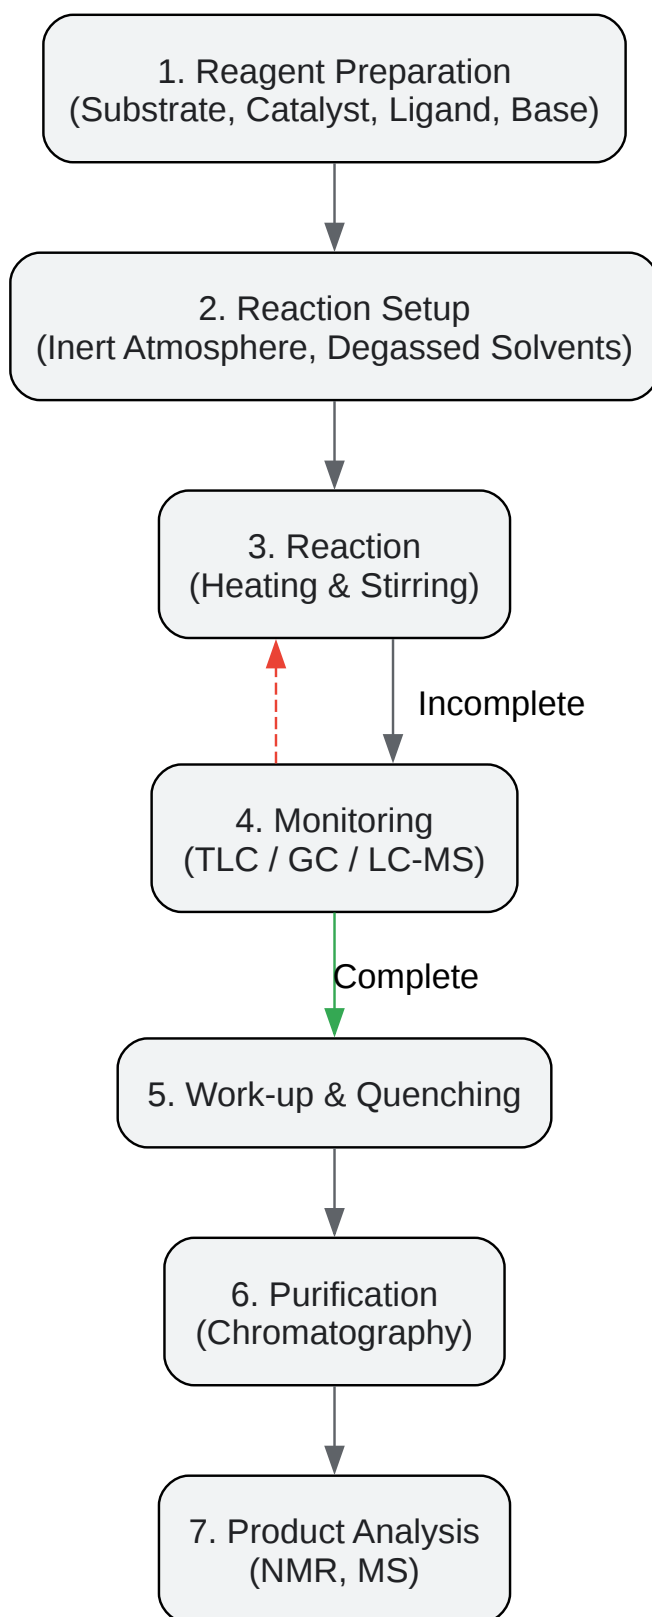 1. Reagent Preparation
(Substrate, Catalyst, Ligand, Base)
2. Reaction Setup
(Inert Atmosphere, Degassed Solvents)
3. Reaction
(Heating & Stirring)
Incomplete
4. Monitoring
(TLC / GC / LC-MS)
Complete
5. Work-up & Quenching
6. Purification
(Chromatography)
7. Product Analysis
(NMR, MS)